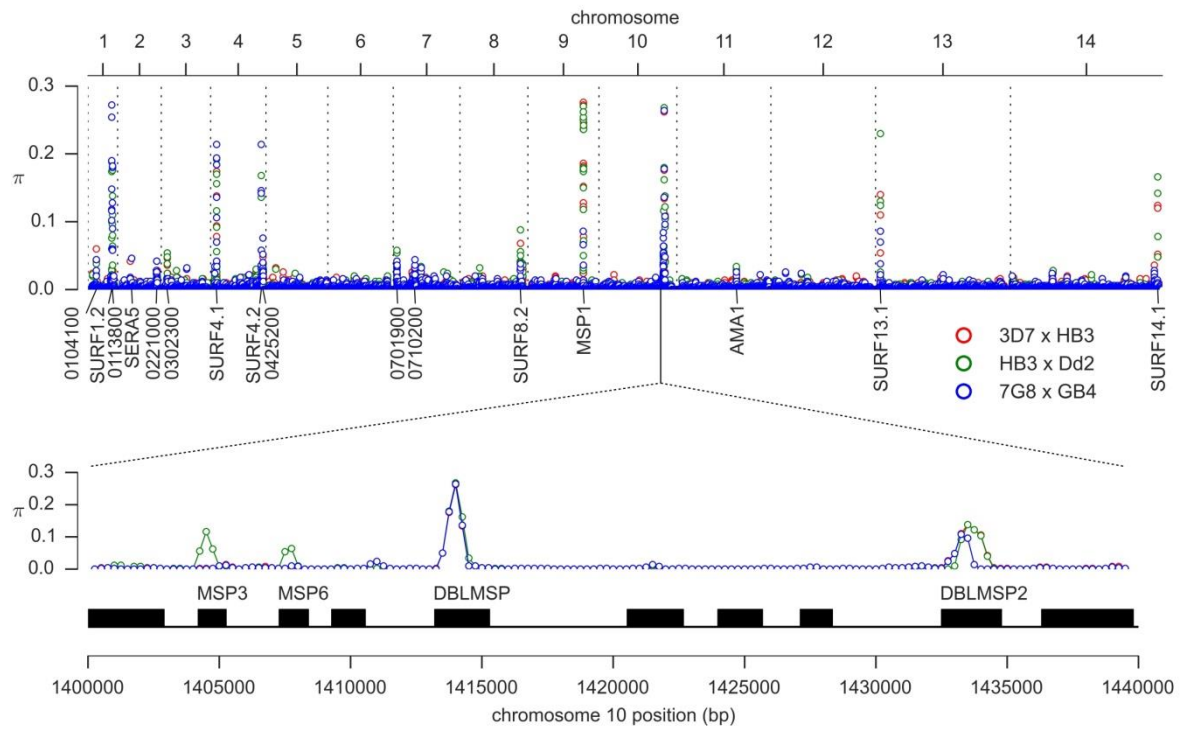 chromosome
1 2 3 4 5 6 7 8 9 10 11 12 13 14
0.3
0.2
π
0.1
0.0
0104100
SURF1.2
0113800
SERA5
0221000
0302300
SURF4.1
SURF4.2
0425200
0701900
0710200
SURF8.2
MSP1
AMA1
SURF13.1
SURF14.1
3D7 x HB3
HB3 x Dd2
7G8 x GB4
0.3
π
0.2
0.1
0.0
MSP3 MSP6 DBLMSP DBLMSP2
1400000 1405000 1410000 1415000 1420000 1425000 1430000 1435000 1440000
chromosome 10 position (bp)